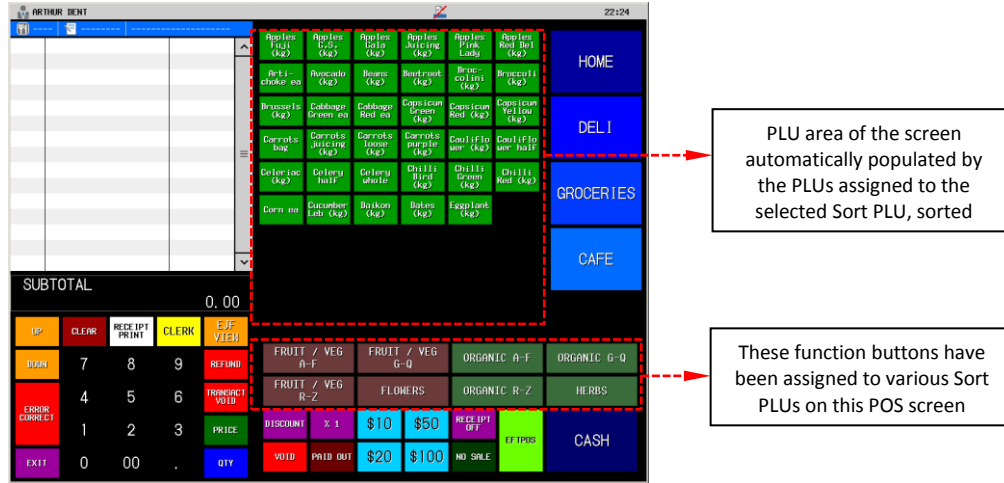 ARTHUR DENT
22:24
Apples Fuji (kg)
Apples G.S. (kg)
Apples Gala (kg)
Apples Juicing (kg)
Apples Pink Lady
Apples Red Del (kg)
Arti- choke ea
Avocado (kg)
Beans (kg)
Beetroot (kg)
Broc- colini (kg)
Broccoli (kg)
Brussels (kg)
Cabbage Green ea
Cabbage Red ea
Capsicum Green (kg)
Capsicum Red (kg)
Capsicum Yellow (kg)
Carrots bag
Carrots juicing (kg)
Carrots loose (kg)
Carrots purple (kg)
Cauliflo wer (kg)
Cauliflo wer half
Celeriac (kg)
Celery half
Celery whole
Chilli Bird (kg)
Chilli Green (kg)
Chilli Red (kg)
Corn ea
Cucumber Leb (kg)
Daikon (kg)
Dates (kg)
Eggplant (kg)
HOME
DELI
GROCERIES
CAFE
SUBTOTAL
0.00
UP
CLEAR
RECEIPT PRINT
CLERK
EJF VIEW
DOWN
7
8
9
REFUND
ERROR CORRECT
4
5
6
TRANSACT VOID
1
2
3
PRICE
EXIT
0
00
.
QTY
FRUIT / VEG A-F
FRUIT / VEG G-Q
ORGANIC A-F
ORGANIC G-Q
FRUIT / VEG R-Z
FLOWERS
ORGANIC R-Z
HERBS
DISCOUNT
% 1
$10
$50
RECEIPT OFF
EFTPOS
CASH
VOID
PAID OUT
$20
$100
NO SALE
PLU area of the screen
automatically populated by
the PLUs assigned to the
selected Sort PLU, sorted
These function buttons have
been assigned to various Sort
PLUs on this POS screen